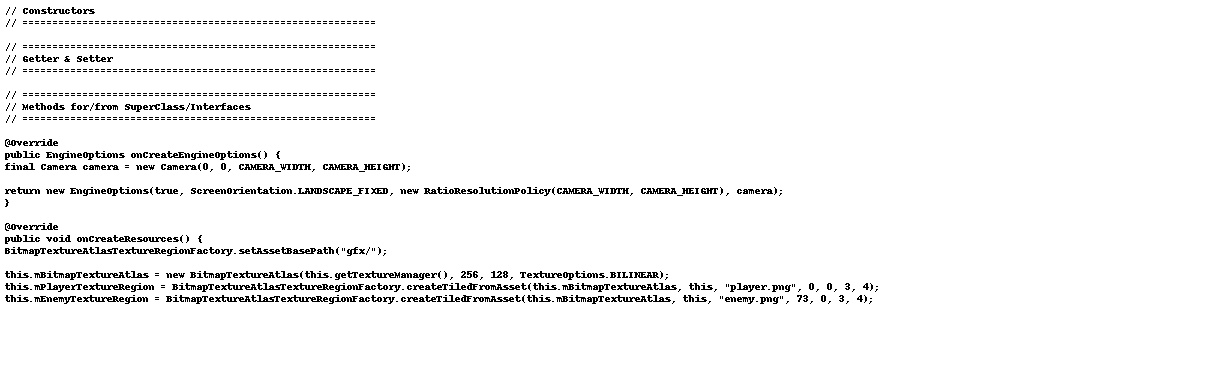 // Constructors
// ===========================================================
// ===========================================================
// Getter & Setter
// ===========================================================
// ===========================================================
// Methods for/from SuperClass/Interfaces
// ===========================================================
@Override
public EngineOptions onCreateEngineOptions() {
final Camera camera = new Camera(0, 0, CAMERA_WIDTH, CAMERA_HEIGHT);
return new EngineOptions(true, ScreenOrientation.LANDSCAPE_FIXED, new RatioResolutionPolicy(CAMERA_WIDTH, CAMERA_HEIGHT), camera);
}
@Override
public void onCreateResources() {
BitmapTextureAtlasTextureRegionFactory.setAssetBasePath("gfx/");
this.mBitmapTextureAtlas = new BitmapTextureAtlas(this.getTextureManager(), 256, 128, TextureOptions.BILINEAR);
this.mPlayerTextureRegion = BitmapTextureAtlasTextureRegionFactory.createTiledFromAsset(this.mBitmapTextureAtlas, this, "player.png", 0, 0, 3, 4);
this.mEnemyTextureRegion = BitmapTextureAtlasTextureRegionFactory.createTiledFromAsset(this.mBitmapTextureAtlas, this, "enemy.png", 73, 0, 3, 4);